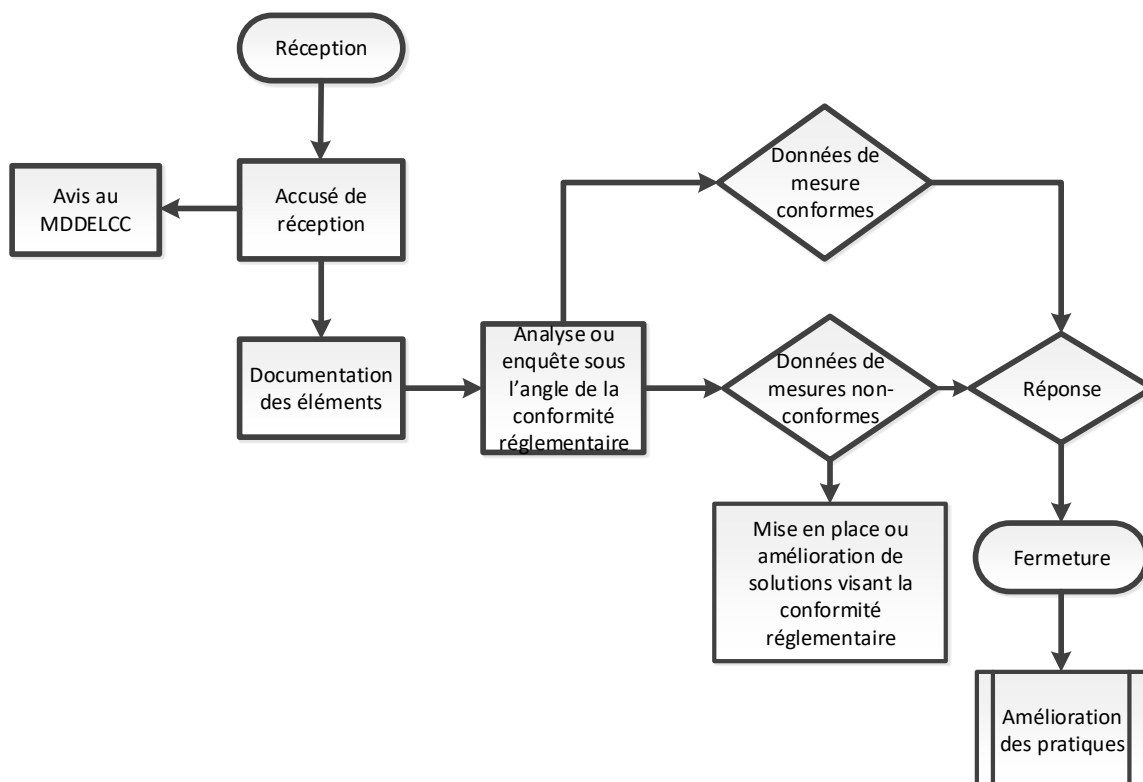 Réception
Accusé de
réception
Avis au
MDDELCC
Documentation
des éléments
Analyse ou
enquête sous
l’angle de la
conformité
réglementaire
Données de
mesure
conformes
Données de
mesures non-
conformes
Réponse
Mise en place ou
amélioration de
solutions visant la
conformité
réglementaire
Fermeture
Amélioration
des pratiques